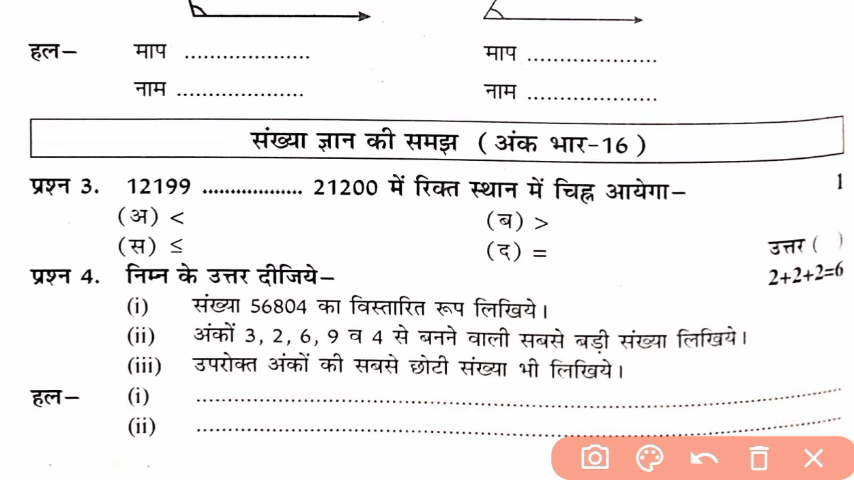 हल– माप .................... माप ....................
नाम .................... नाम ....................
संख्या ज्ञान की समझ ( अंक भार-16 )
प्रश्न 3. 12199 .................. 21200 में रिक्त स्थान में चिह्न आयेगा– 1
(अ) < (ब) >
(स) ≤ (द) = उत्तर ( )
प्रश्न 4. निम्न के उत्तर दीजिये– 2+2+2=6
(i) संख्या 56804 का विस्तारित रूप लिखिये।
(ii) अंकों 3, 2, 6, 9 व 4 से बनने वाली सबसे बड़ी संख्या लिखिये।
(iii) उपरोक्त अंकों की सबसे छोटी संख्या भी लिखिये।
हल– (i) ....................
(ii) ....................